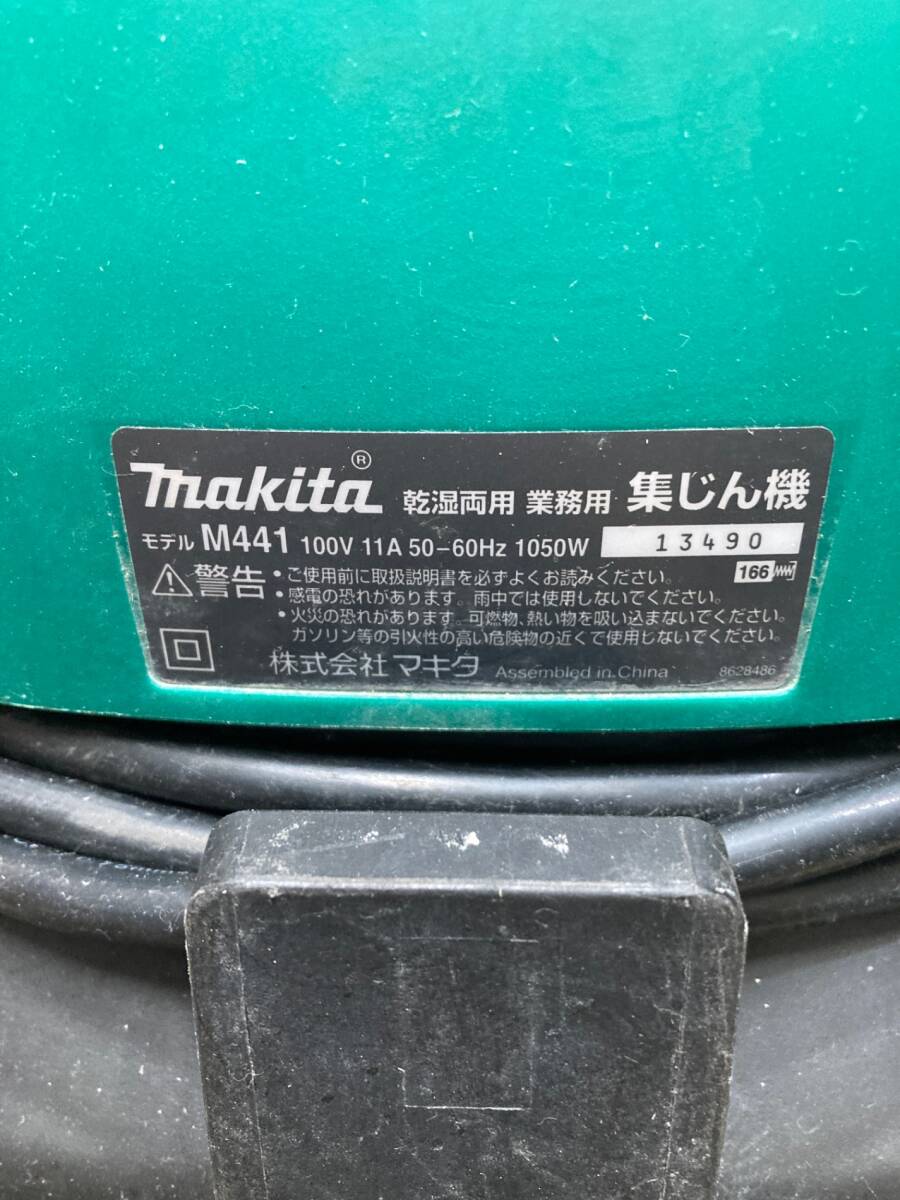 makita® 乾湿両用 業務用 集じん機
モデル M441 100V 11A 50-60Hz 1050W 13490
警告 • ご使用前に取扱説明書を必ずよくお読みください。 166
• 感電の恐れがあります。雨中では使用しないでください。
• 火災の恐れがあります。可燃物、熱い物を吸い込まないでください。
ガソリン等の引火性の高い危険物の近くで使用しないでください。
株式会社マキタ Assembled in China 8628486